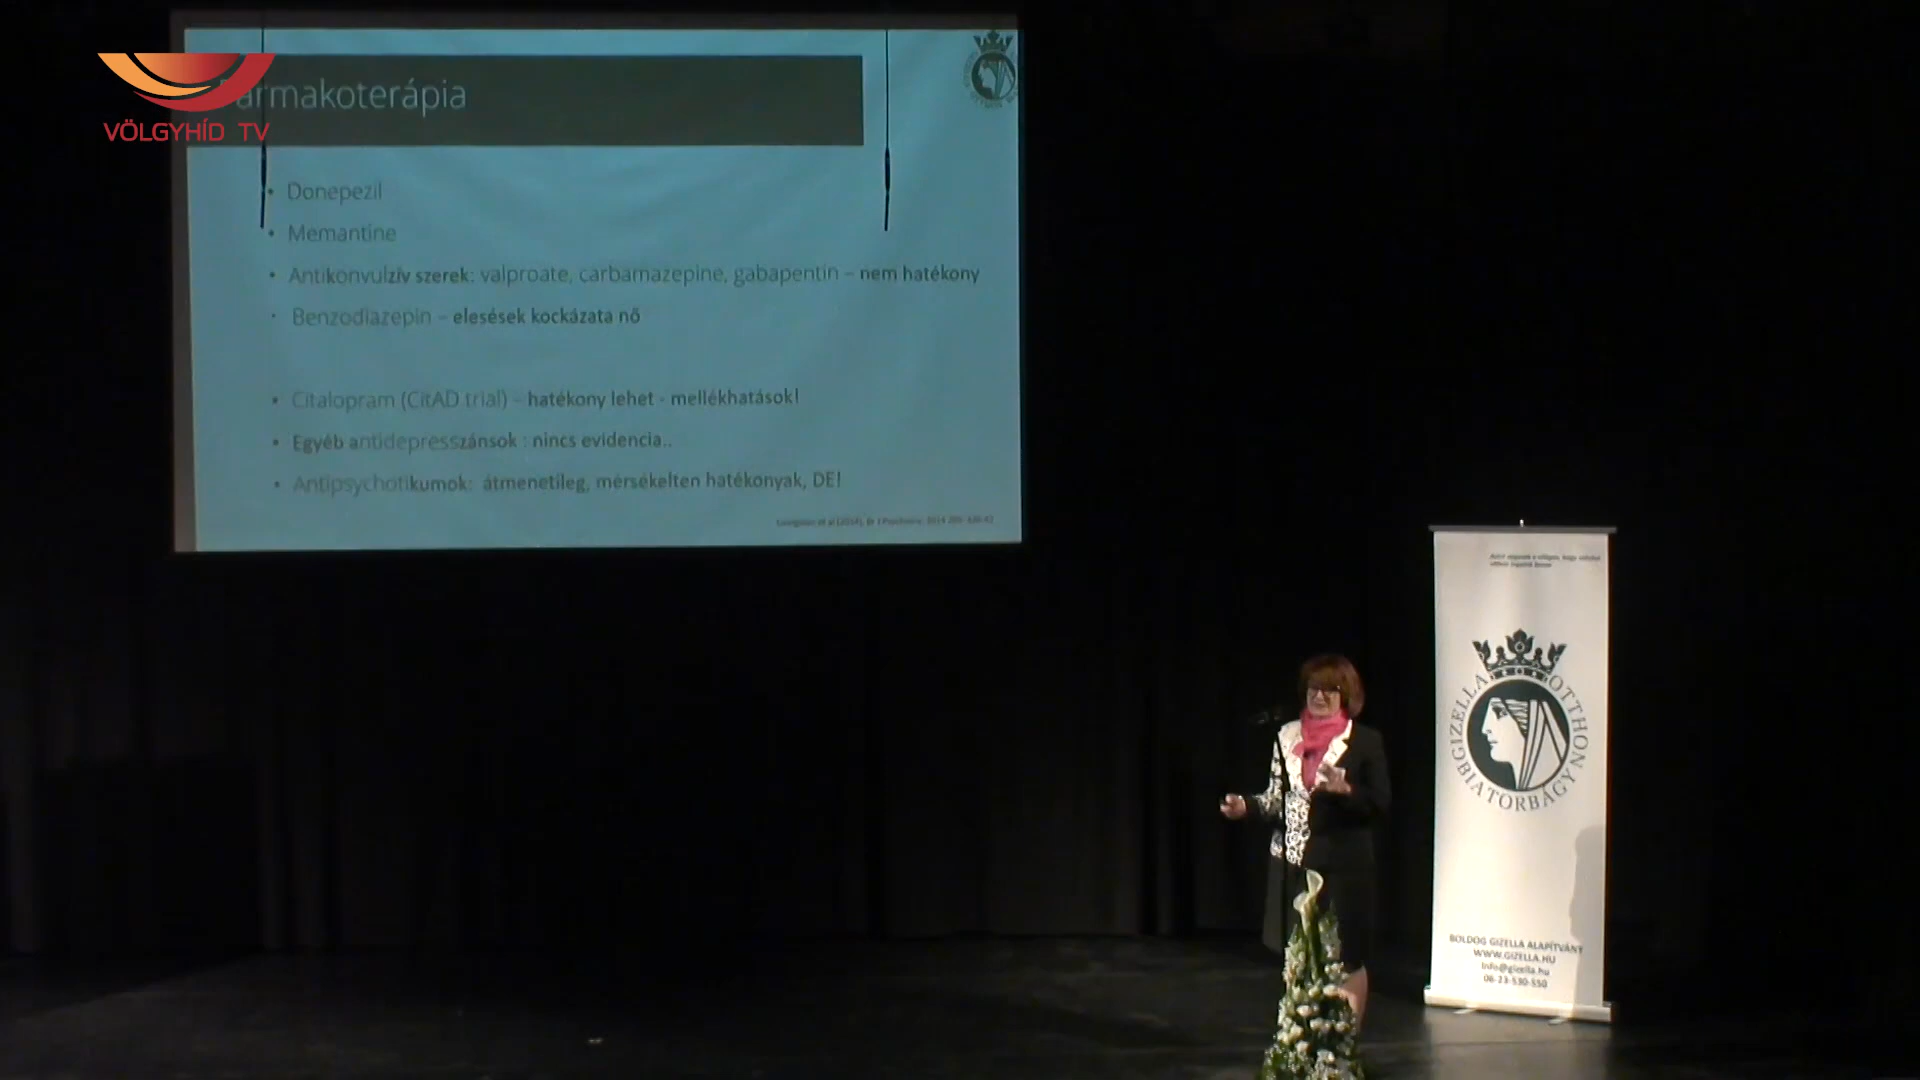 VÖLGYHÍD TV
armakoterápia
• Donepezil
• Memantine
• Antikonvulzív szerek: valproate, carbamazepine, gabapentin – nem hatékony
• Benzodiazepin – elesések kockázata nő
• Citalopram (CitAD trial) – hatékony lehet - mellékhatások!
• Egyéb antidepresszánsok : nincs evidencia..
• Antipsychotikumok: átmenetileg, mérsékelten hatékonyak, DE!
GIZELLA OTTHON
BIATORBÁGY
BOLDOG GIZELLA ALAPÍTVÁNY
WWW.GIZELLA.HU
info@gizella.hu
06-23-530-550